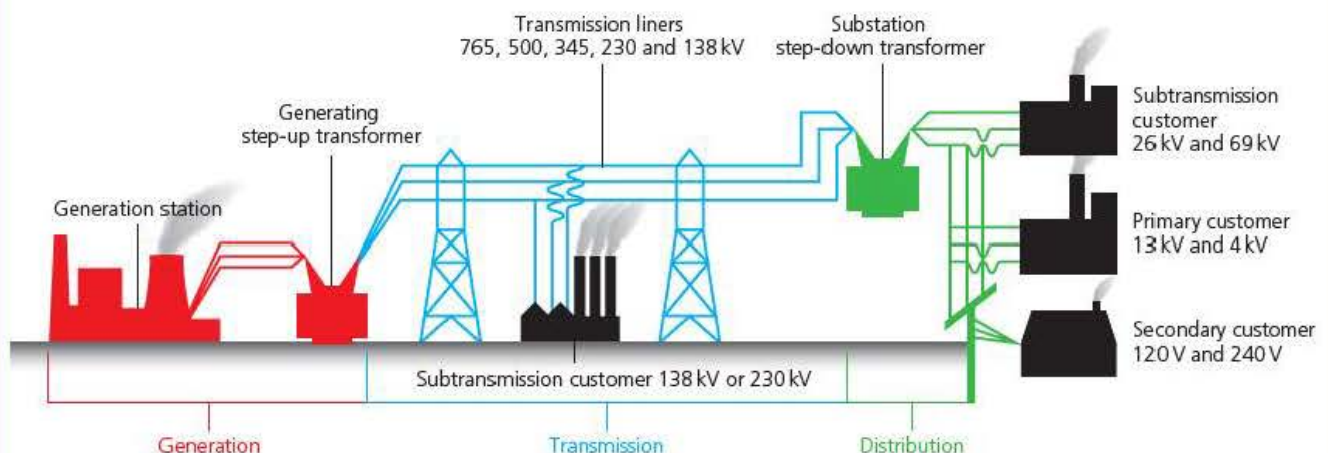 Transmission liners
765, 500, 345, 230 and 138 kV
Substation
step-down transformer
Generating
step-up transformer
Subtransmission
customer
26 kV and 69 kV
Generation station
Primary customer
13 kV and 4 kV
Secondary customer
120 V and 240 V
Subtransmission customer 138 kV or 230 kV
Generation
Transmission
Distribution